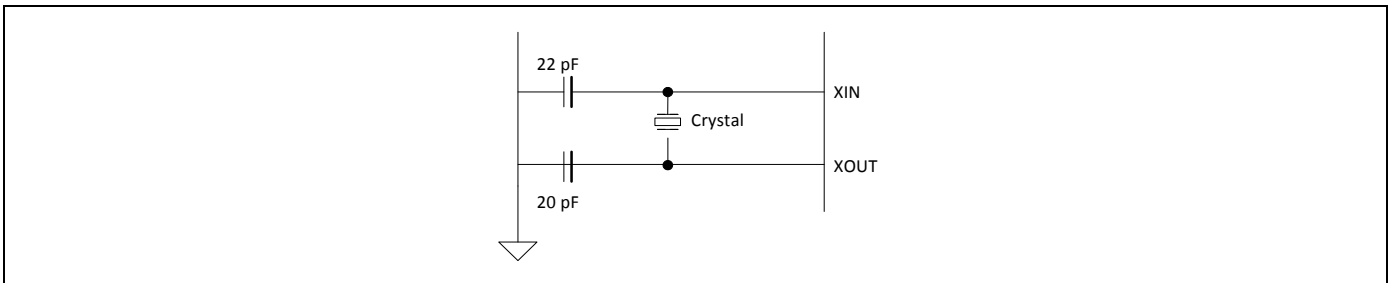 22 pF
XIN
Crystal
XOUT
20 pF